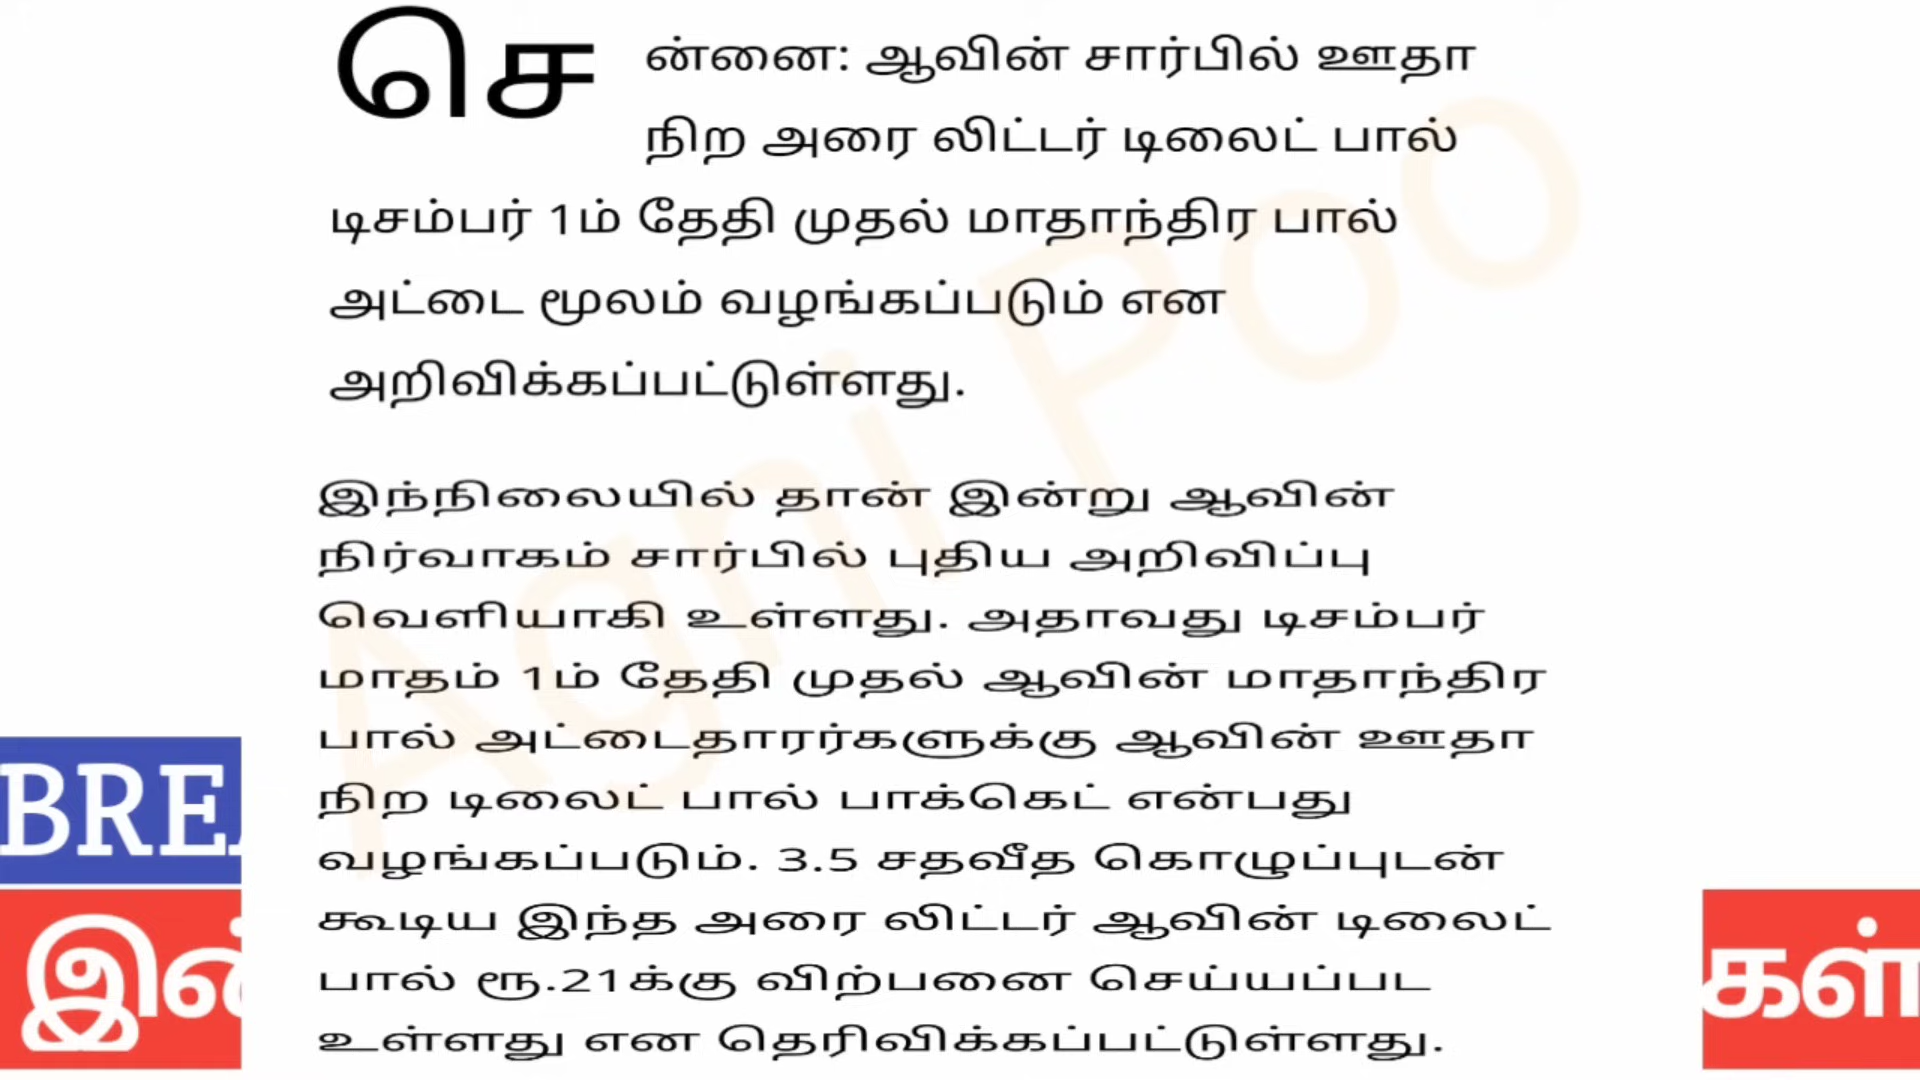 சென்னை: ஆவின் சார்பில் ஊதா
நிற அரை லிட்டர் டிலைட் பால்
டிசம்பர் 1ம் தேதி முதல் மாதாந்திர பால்
அட்டை மூலம் வழங்கப்படும் என
அறிவிக்கப்பட்டுள்ளது.
இந்நிலையில் தான் இன்று ஆவின்
நிர்வாகம் சார்பில் புதிய அறிவிப்பு
வெளியாகி உள்ளது. அதாவது டிசம்பர்
மாதம் 1ம் தேதி முதல் ஆவின் மாதாந்திர
பால் அட்டைதாரர்களுக்கு ஆவின் ஊதா
நிற டிலைட் பால் பாக்கெட் என்பது
வழங்கப்படும். 3.5 சதவீத கொழுப்புடன்
கூடிய இந்த அரை லிட்டர் ஆவின் டிலைட்
பால் ரூ.21க்கு விற்பனை செய்யப்பட
உள்ளது என தெரிவிக்கப்பட்டுள்ளது.
Agni Poo